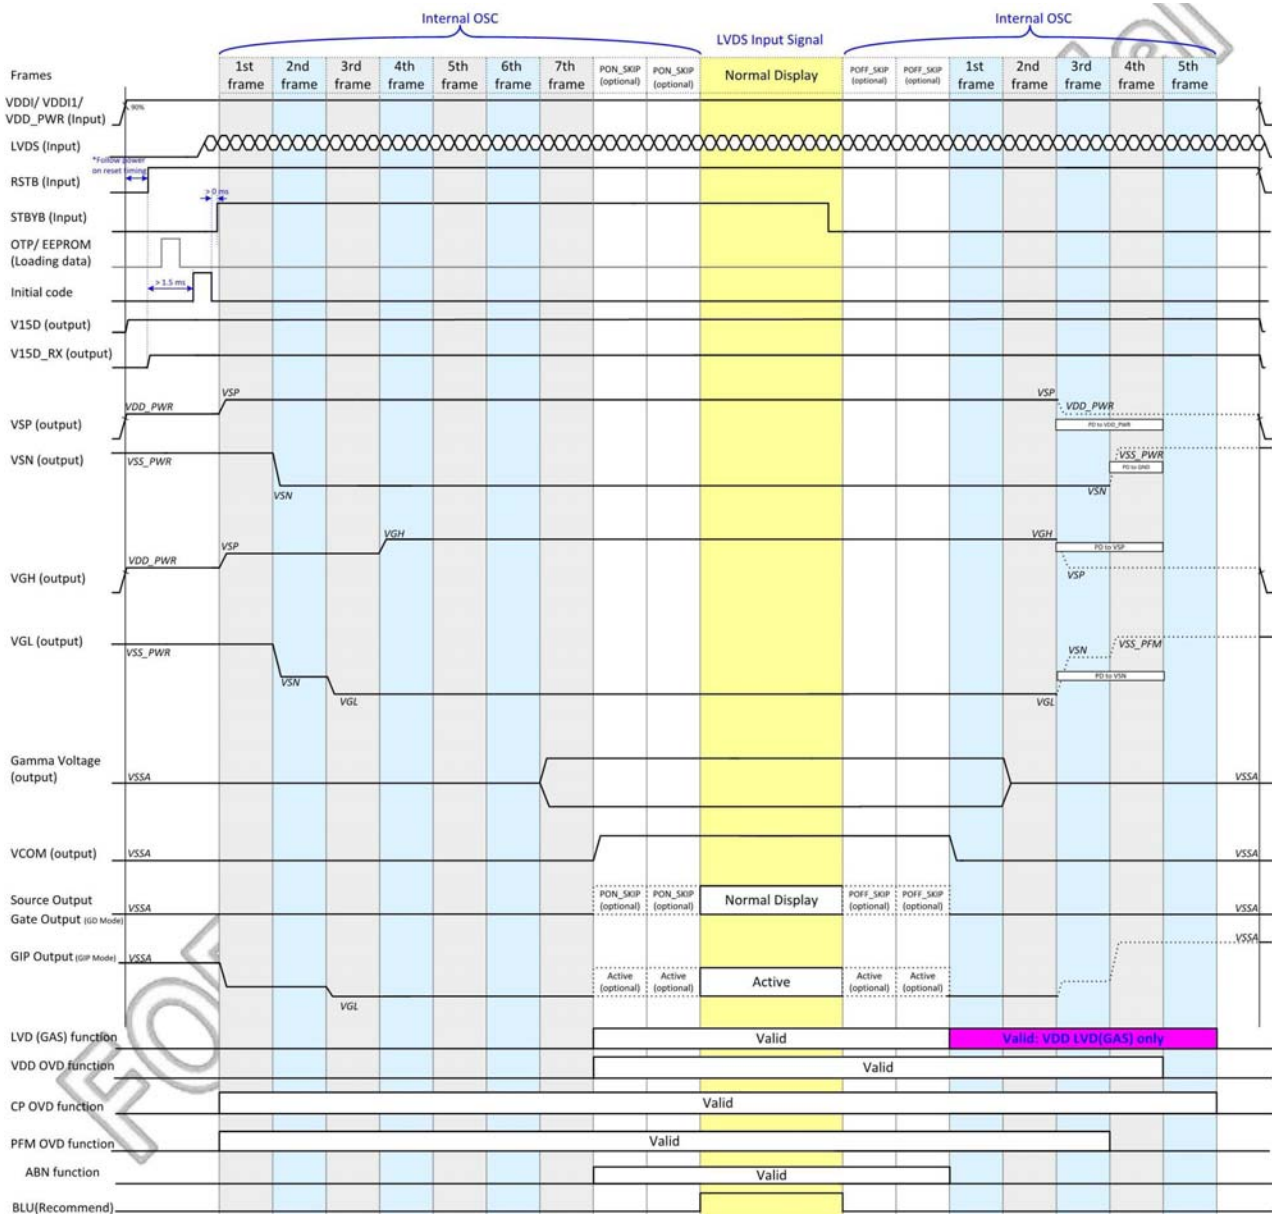 Internal OSC
Internal OSC
LVDS Input Signal
Frames
1st frame
2nd frame
3rd frame
4th frame
5th frame
6th frame
7th frame
PON_SKIP (optional)
PON_SKIP (optional)
Normal Display
POFF_SKIP (optional)
POFF_SKIP (optional)
1st frame
2nd frame
3rd frame
4th frame
5th frame
VDDI/ VDDI1/
VDD_PWR (Input)
90%
LVDS (Input)
*Follow power
on reset timing
RSTB (Input)
> 0 ms
STBYB (Input)
OTP/ EEPROM
(Loading data)
> 1.5 ms
Initial code
V15D (output)
V15D_RX (output)
VSP (output)
VDD_PWR
VSP
VSP
VDD_PWR
PD to VDD_PWR
VSN (output)
VSS_PWR
VSN
VSN
VSS_PWR
PD to GND
VGH (output)
VDD_PWR
VSP
VGH
VGH
PD to VSP
VSP
VGL (output)
VSS_PWR
VSN
VGL
VGL
VSN
VSS_PFM
PD to VSN
Gamma Voltage
(output)
VSSA
VSSA
VCOM (output)
VSSA
VSSA
Source Output
Gate Output (GD Mode)
VSSA
PON_SKIP (optional)
PON_SKIP (optional)
Normal Display
POFF_SKIP (optional)
POFF_SKIP (optional)
VSSA
GIP Output (GIP Mode)
VSSA
VGL
Active (optional)
Active (optional)
Active
Active (optional)
Active (optional)
VSSA
LVD (GAS) function
Valid
Valid: VDD LVD(GAS) only
VDD OVD function
Valid
CP OVD function
Valid
PFM OVD function
Valid
ABN function
Valid
BLU(Recommend)